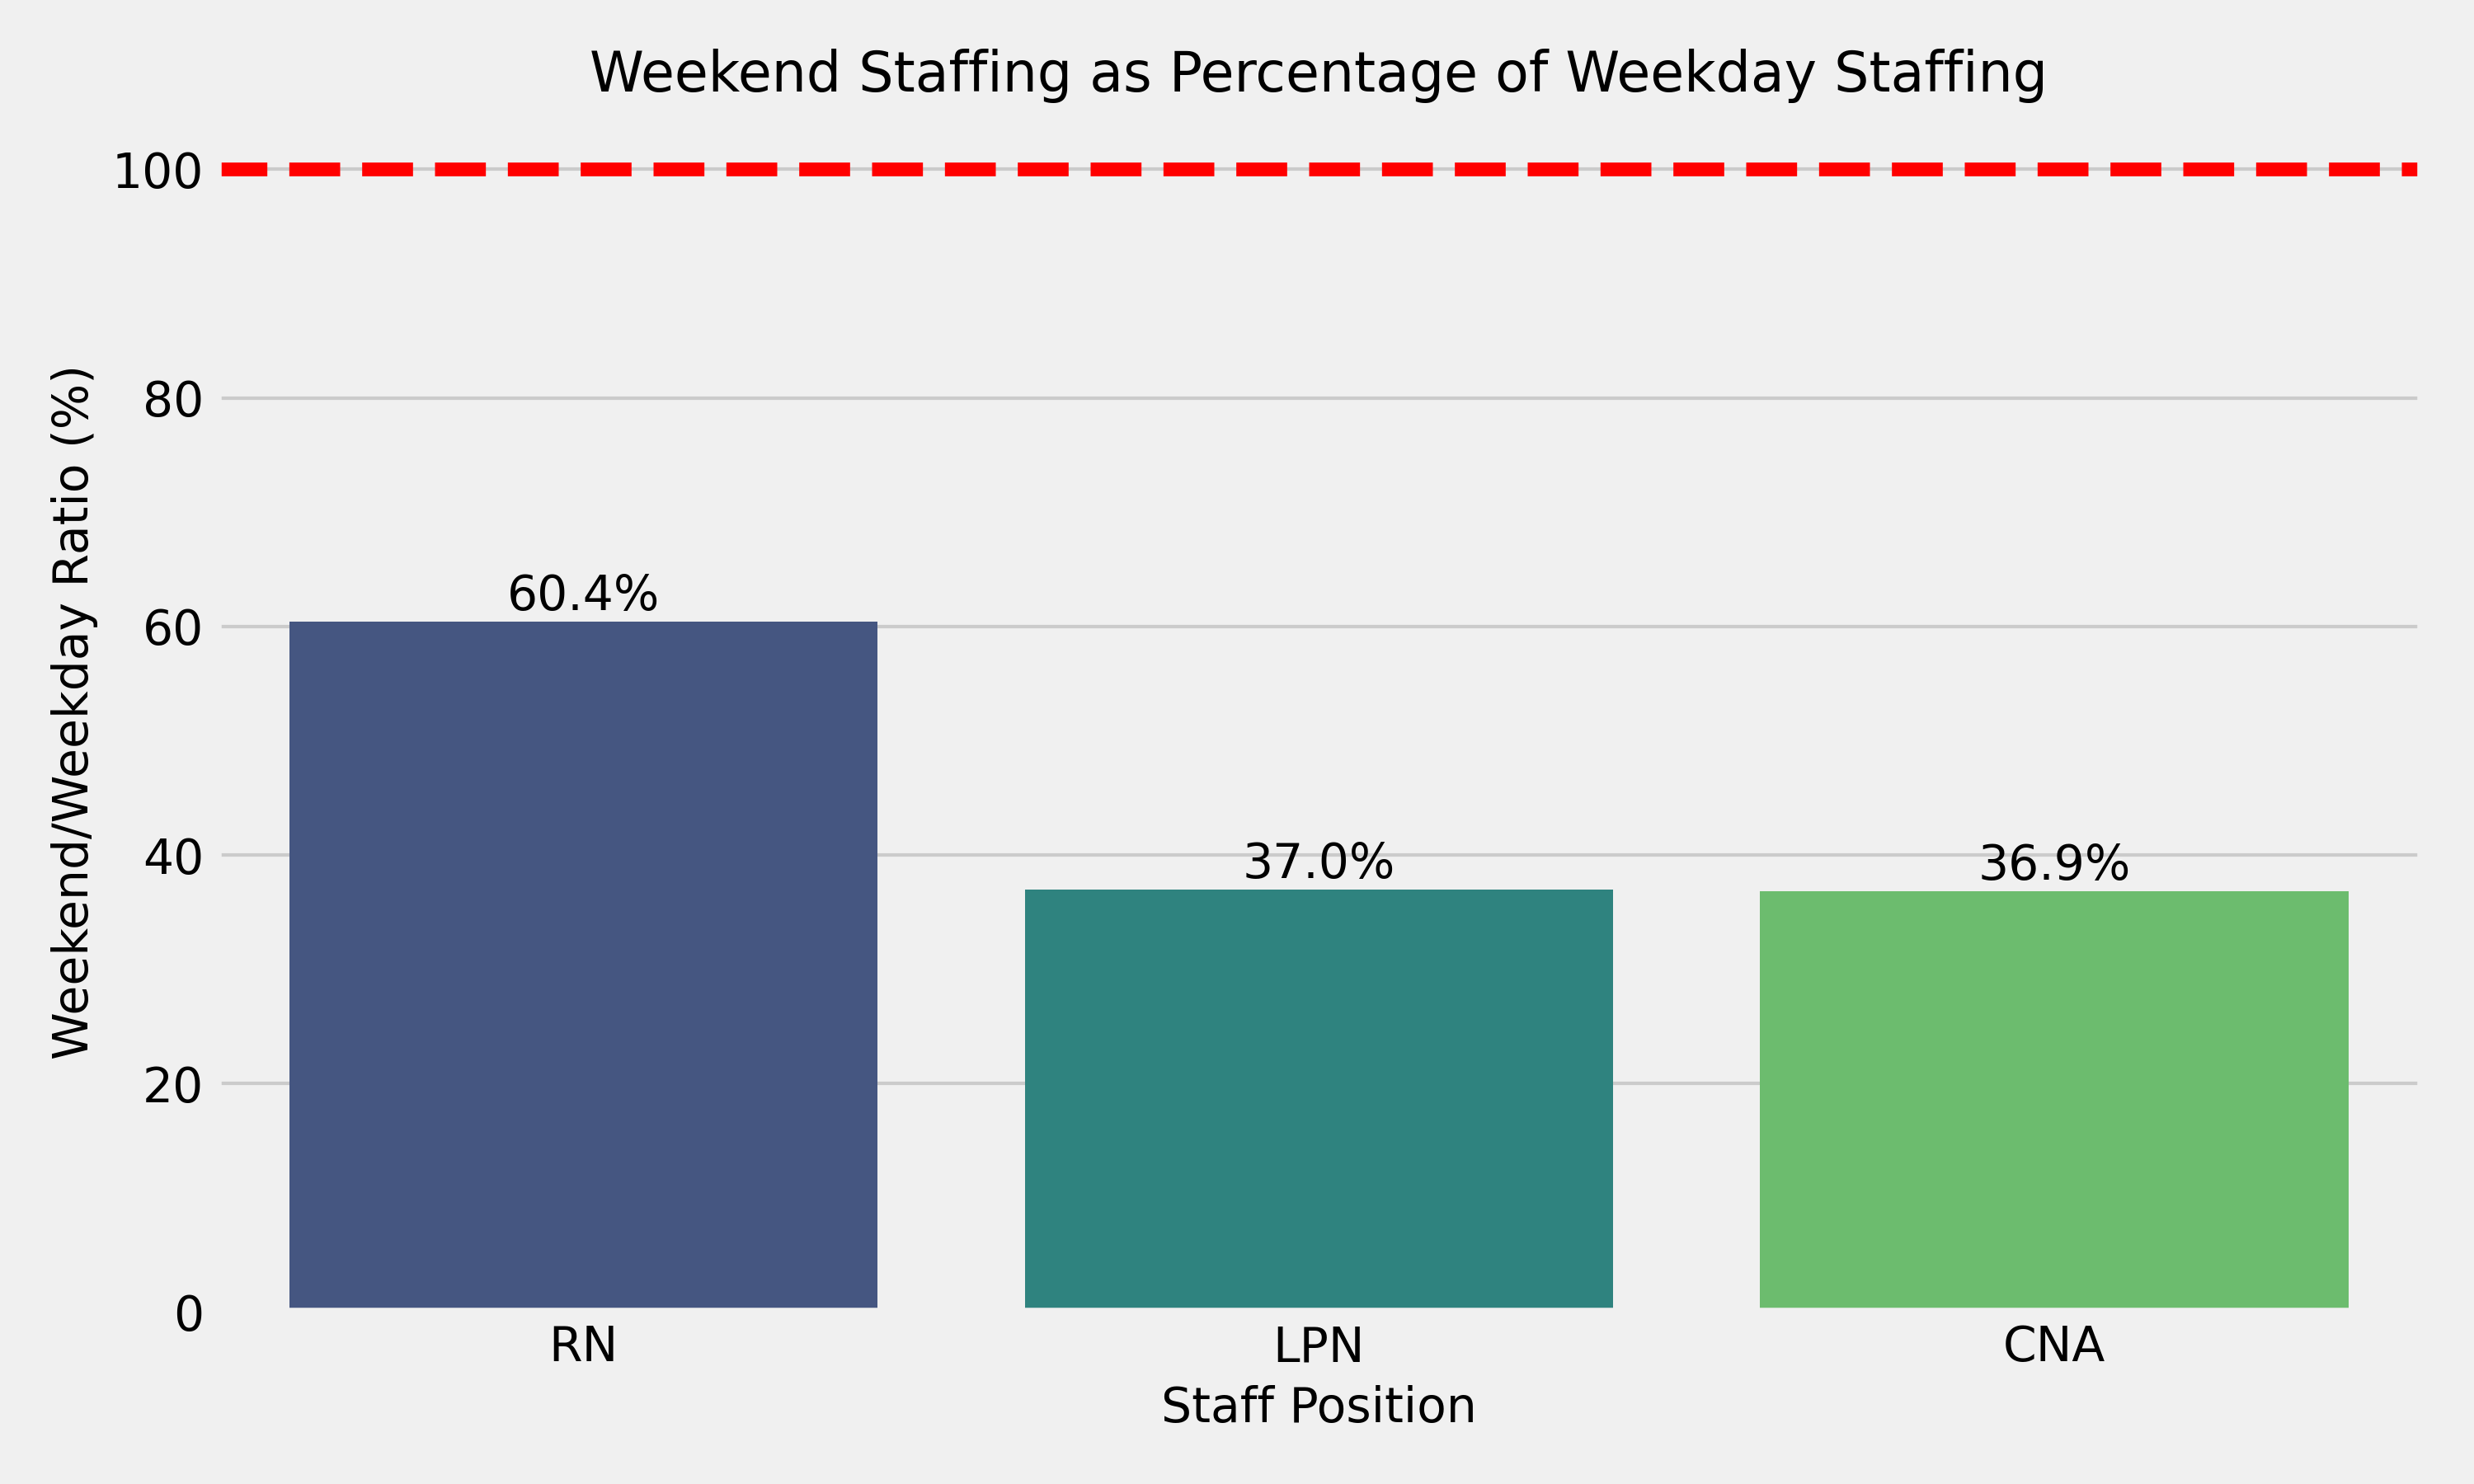 Weekend Staffing as Percentage of Weekday Staffing
Weekend/Weekday Ratio (%)
100
80
60
40
20
0
60.4%
37.0%
36.9%
RN
LPN
CNA
Staff Position